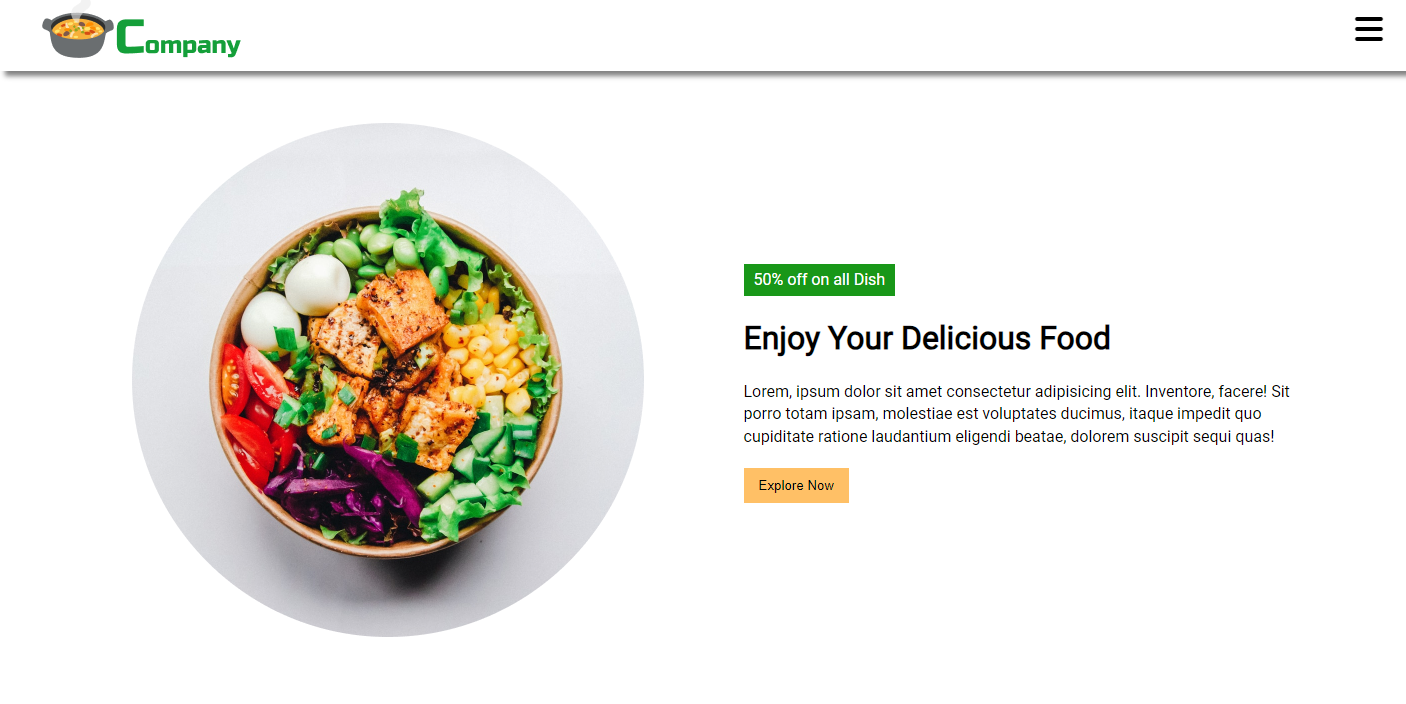 Company
50% off on all Dish
Enjoy Your Delicious Food
Lorem, ipsum dolor sit amet consectetur adipisicing elit. Inventore, facere! Sit
porro totam ipsam, molestiae est voluptates ducimus, itaque impedit quo
cupiditate ratione laudantium eligendi beatae, dolorem suscipit sequi quas!
Explore Now